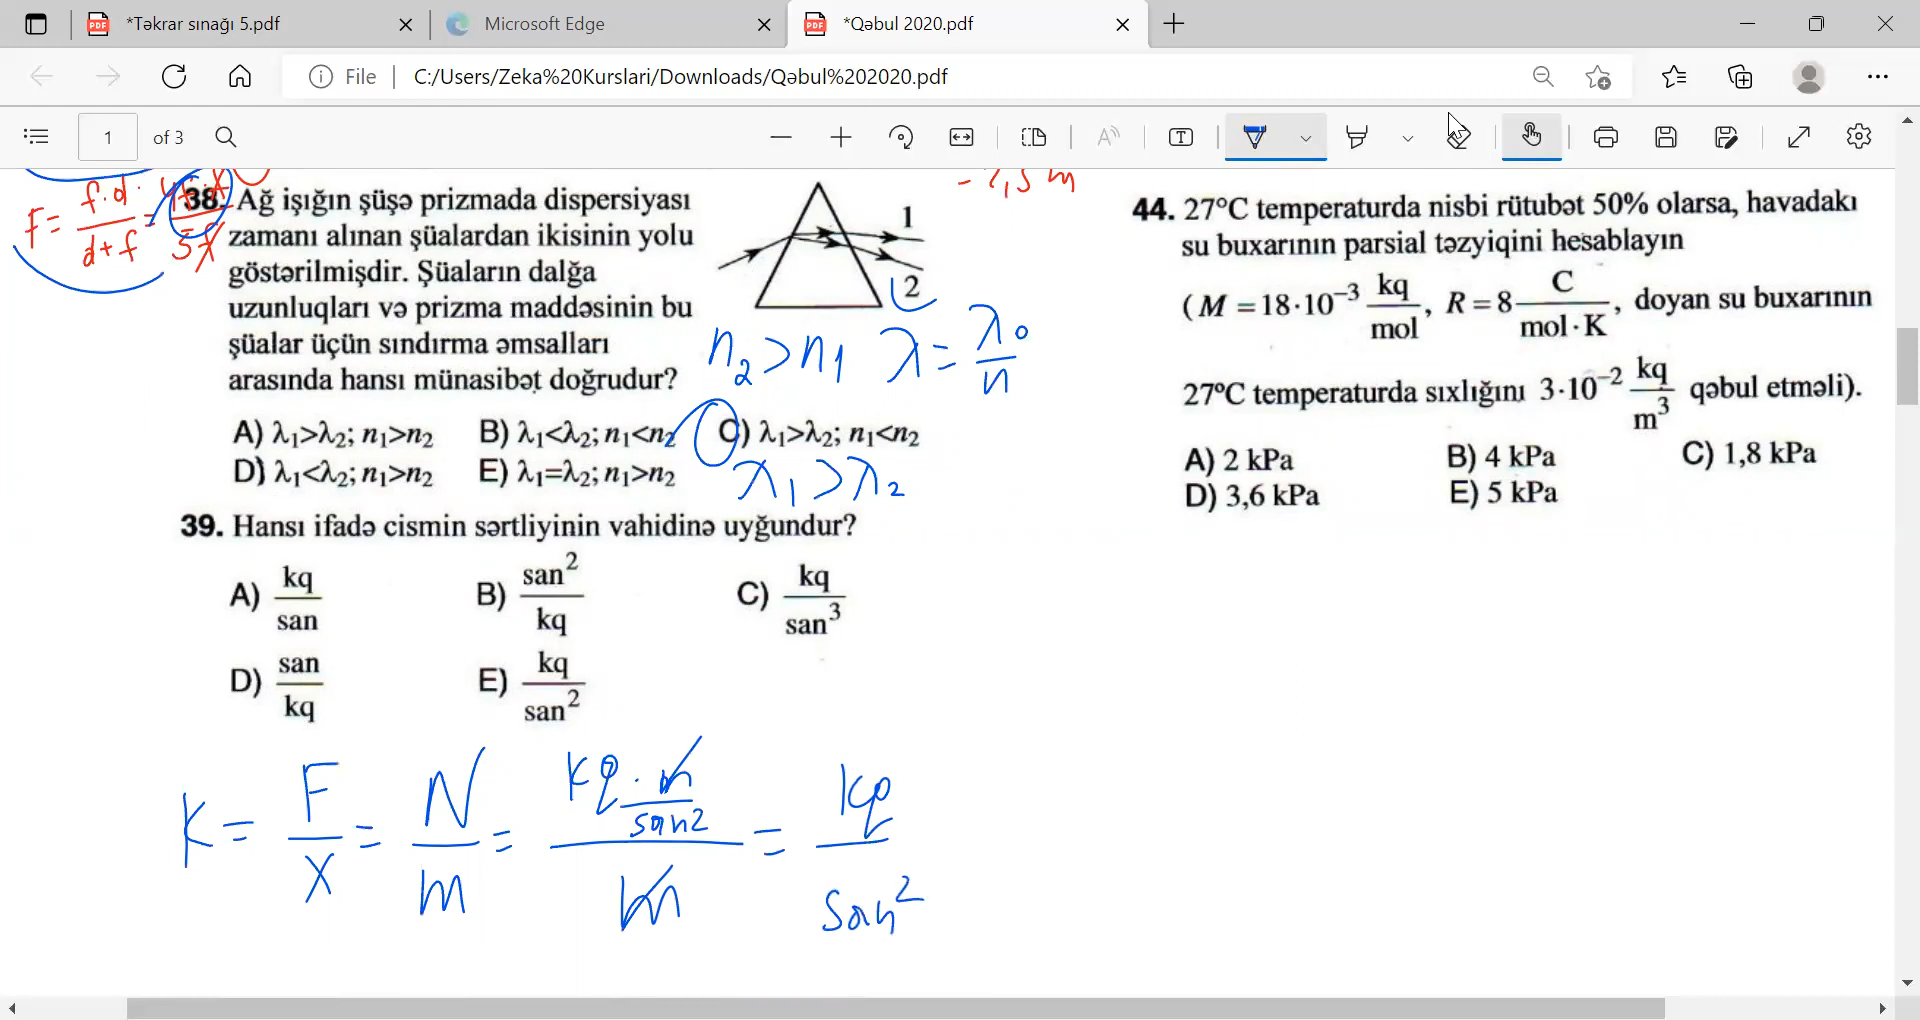 *Təkrar sınağı 5.pdf
Microsoft Edge
*Qəbul 2020.pdf
File
C:/Users/Zeka%20Kurslari/Downloads/Qəbul%202020.pdf
1 of 3
F = f·d / d+f =
5f
38. Ağ işığın şüşə prizmada dispersiyası
zamanı alınan şüalardan ikisinin yolu
göstərilmişdir. Şüaların dalğa
uzunluqları və prizma maddəsinin bu
şüalar üçün sındırma əmsalları
arasında hansı münasibət doğrudur?
1
2
n₂ > n₁ λ = λ₀/n
A) λ₁>λ₂; n₁>n₂ B) λ₁<λ₂; n₁<n₂ C) λ₁>λ₂; n₁<n₂
D) λ₁<λ₂; n₁>n₂ E) λ₁=λ₂; n₁>n₂
λ₁ > λ₂
39. Hansı ifadə cismin sərtliyinin vahidinə uyğundur?
A) kq/san B) san²/kq C) kq/san³
D) san/kq E) kq/san²
K = F/X = N/m = kq · m/san² / m = kq/san²
44. 27°C temperaturda nisbi rütubət 50% olarsa, havadakı
su buxarının parsial təzyiqini hesablayın
(M = 18·10⁻³ kq/mol, R = 8 C/mol·K, doyan su buxarının
27°C temperaturda sıxlığını 3·10⁻² kq/m³ qəbul etməli).
A) 2 kPa B) 4 kPa C) 1,8 kPa
D) 3,6 kPa E) 5 kPa